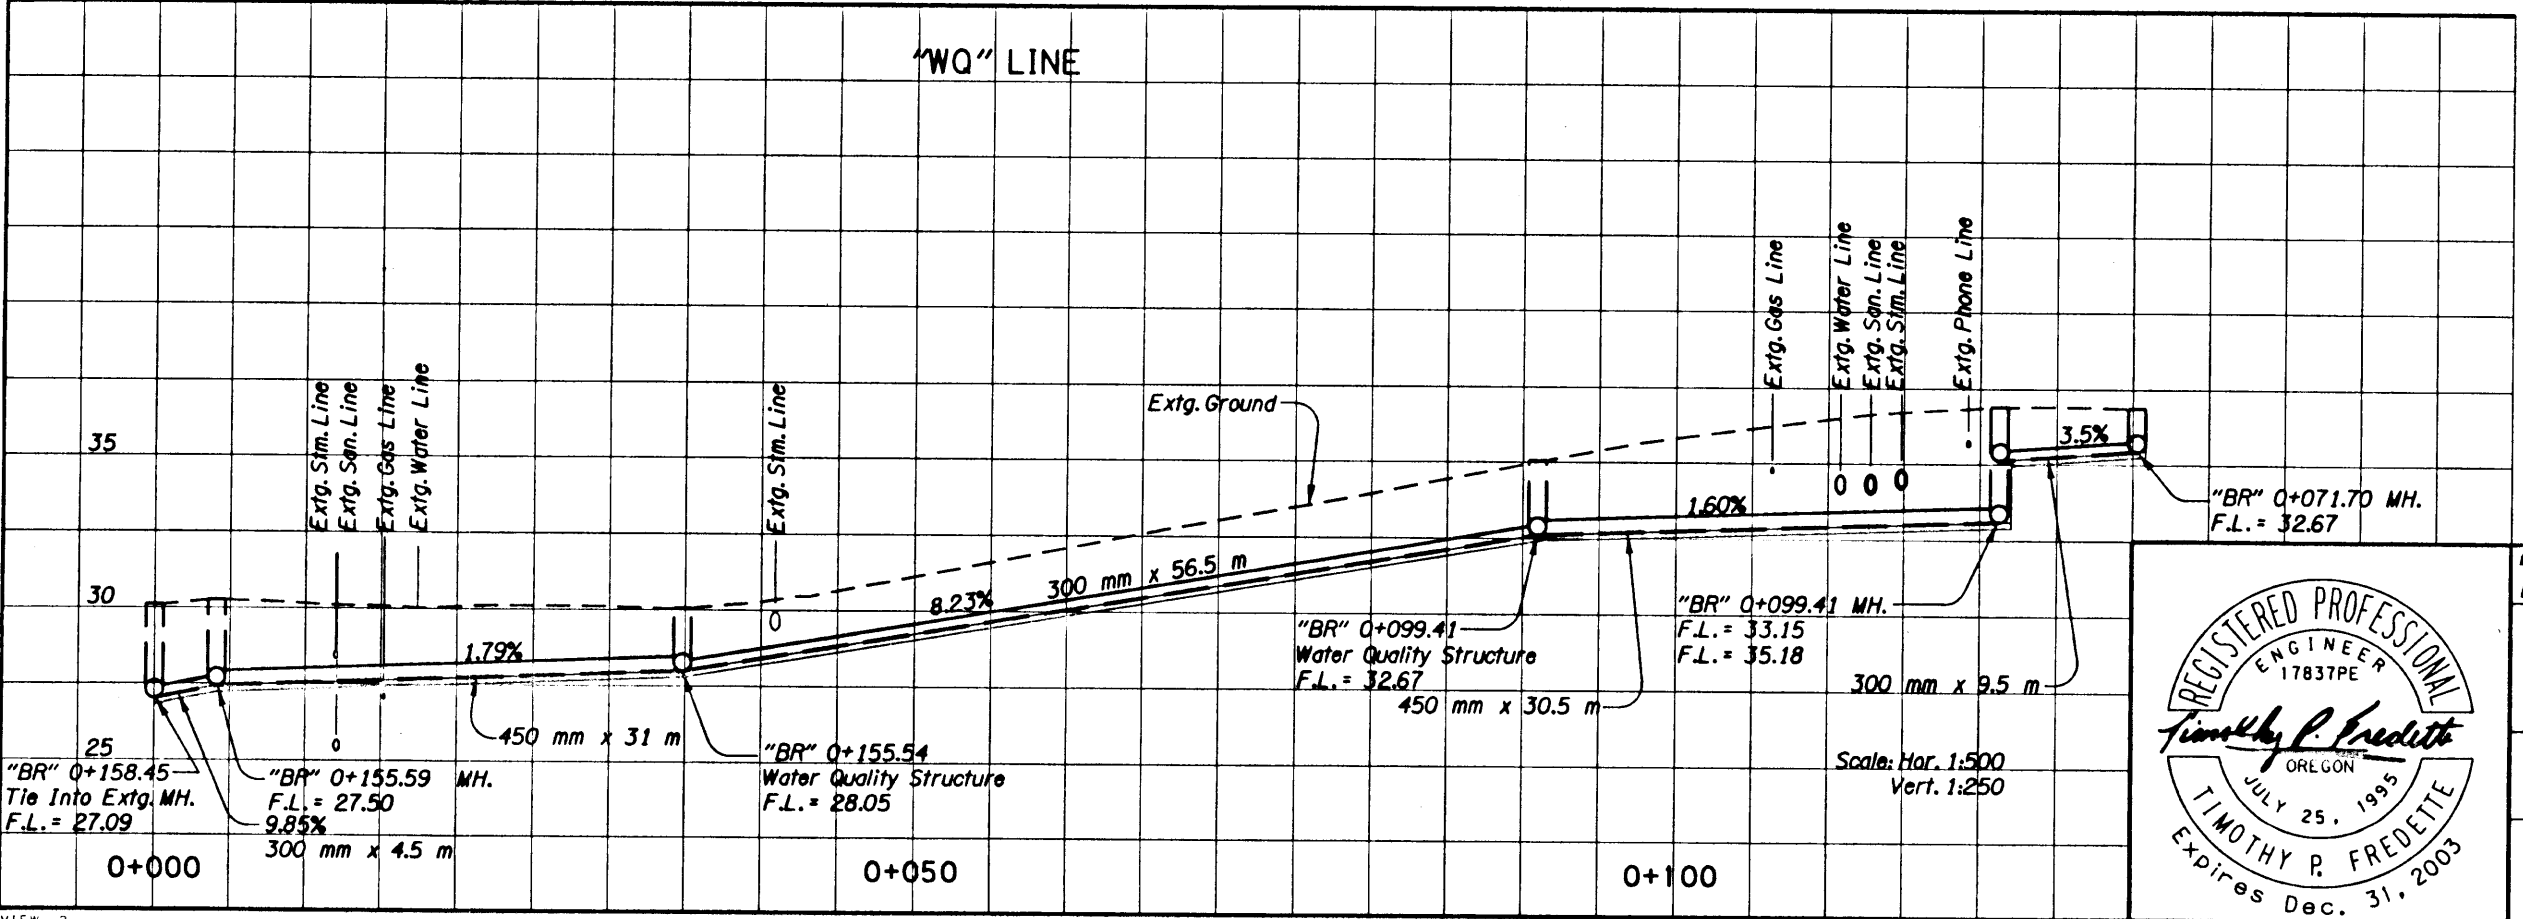 "WQ" LINE
Extg. Stm. Line
Extg. San. Line
Extg. Gas Line
Extg. Water Line
Extg. Stm. Line
Extg. Ground
Extg. Gas Line
Extg. Water Line
Extg. San. Line
Extg. Stm. Line
Extg. Phone Line
35
30
25
3.5%
1.60%
8.23%
300 mm x 56.5 m
1.79%
"BR" 0+071.70 MH.
F.L. = 32.67
"BR" 0+099.41 MH.
F.L. = 33.15
F.L. = 35.18
300 mm x 9.5 m
"BR" 0+099.41
Water Quality Structure
F.L. = 32.67
450 mm x 30.5 m
450 mm x 31 m
"BR" 0+155.54
Water Quality Structure
F.L. = 28.05
"BR" 0+158.45
Tie Into Extg. MH.
F.L. = 27.09
"BR" 0+155.59 MH.
F.L. = 27.50
9.85%
300 mm x 4.5 m
Scale: Hor. 1:500
Vert. 1:250
0+000
0+050
0+100
REGISTERED PROFESSIONAL
ENGINEER
17837PE
Timothy P. Fredette
OREGON
JULY 25, 1995
TIMOTHY P. FREDETTE
Expires Dec. 31, 2003